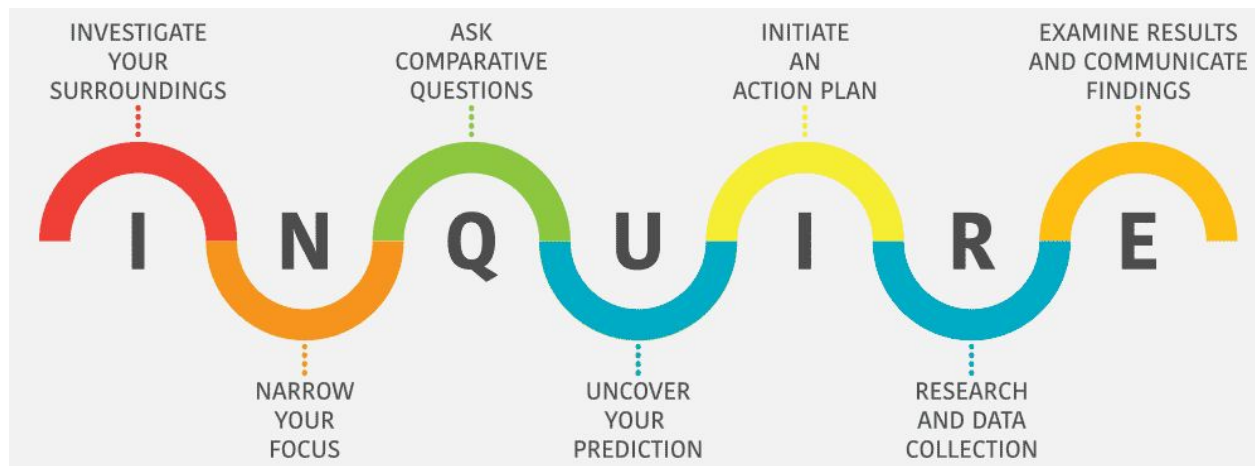 INVESTIGATE
YOUR
SURROUNDINGS
ASK
COMPARATIVE
QUESTIONS
INITIATE
AN
ACTION PLAN
EXAMINE RESULTS
AND COMMUNICATE
FINDINGS
I N Q U I R E
NARROW
YOUR
FOCUS
UNCOVER
YOUR
PREDICTION
RESEARCH
AND DATA
COLLECTION